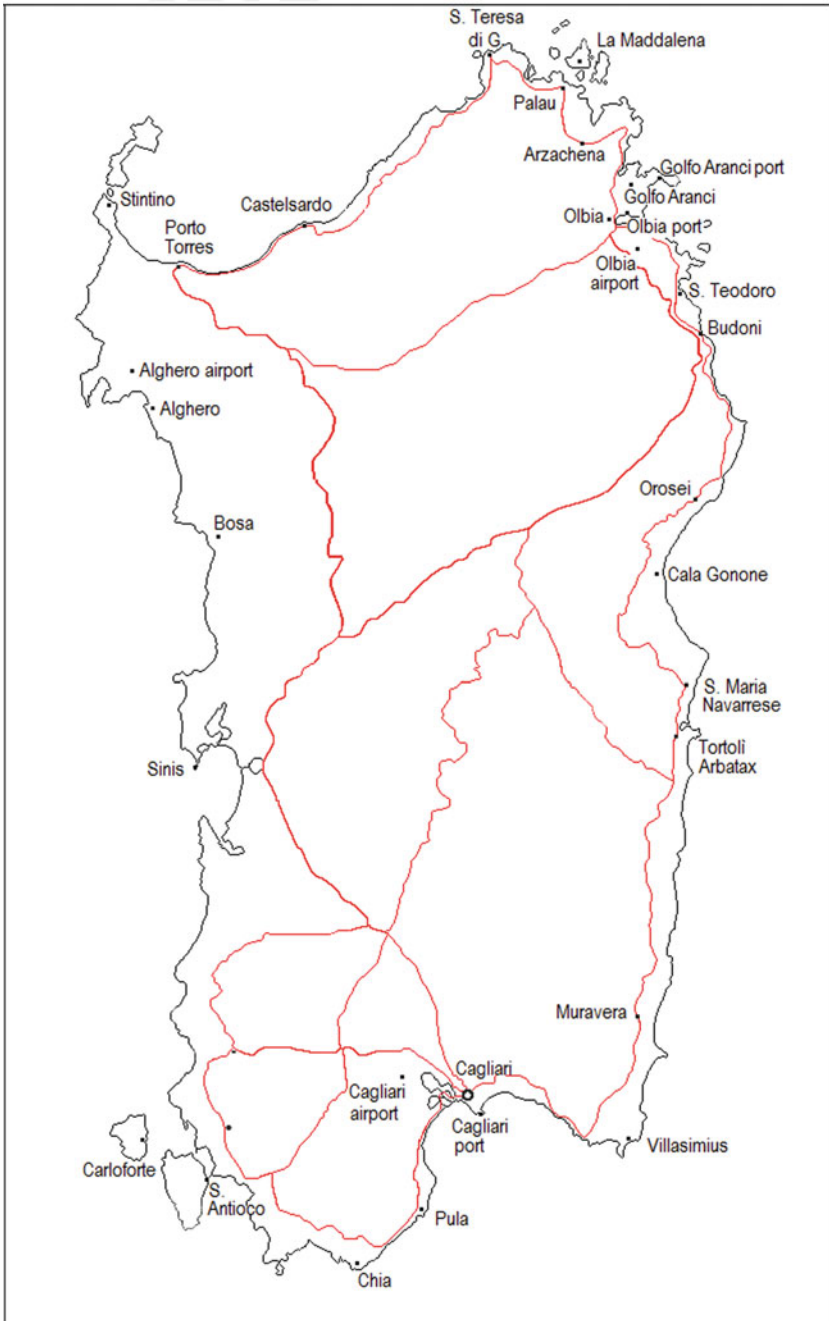 S. Teresa
di G.
La Maddalena
Palau
Arzachena
Golfo Aranci port
Golfo Aranci
Stintino
Castelsardo
Porto
Torres
Olbia
Olbia port
Olbia
airport
S. Teodoro
Budoni
Alghero airport
Alghero
Orosei
Bosa
Cala Gonone
S. Maria
Navarrese
Tortolì
Arbatax
Sinis
Muravera
Cagliari
Cagliari
airport
Cagliari
port
Villasimius
Carloforte
S.
Antioco
Pula
Chia